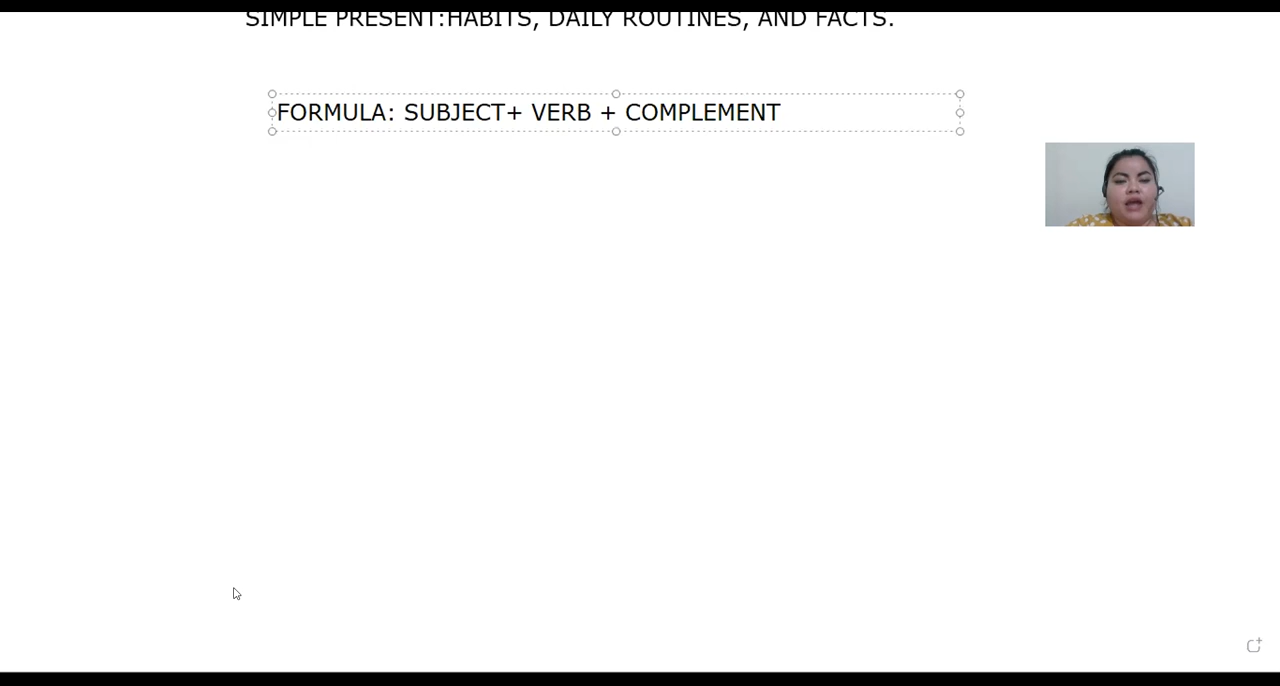 SIMPLE PRESENT:HABITS, DAILY ROUTINES, AND FACTS.
FORMULA: SUBJECT+ VERB + COMPLEMENT